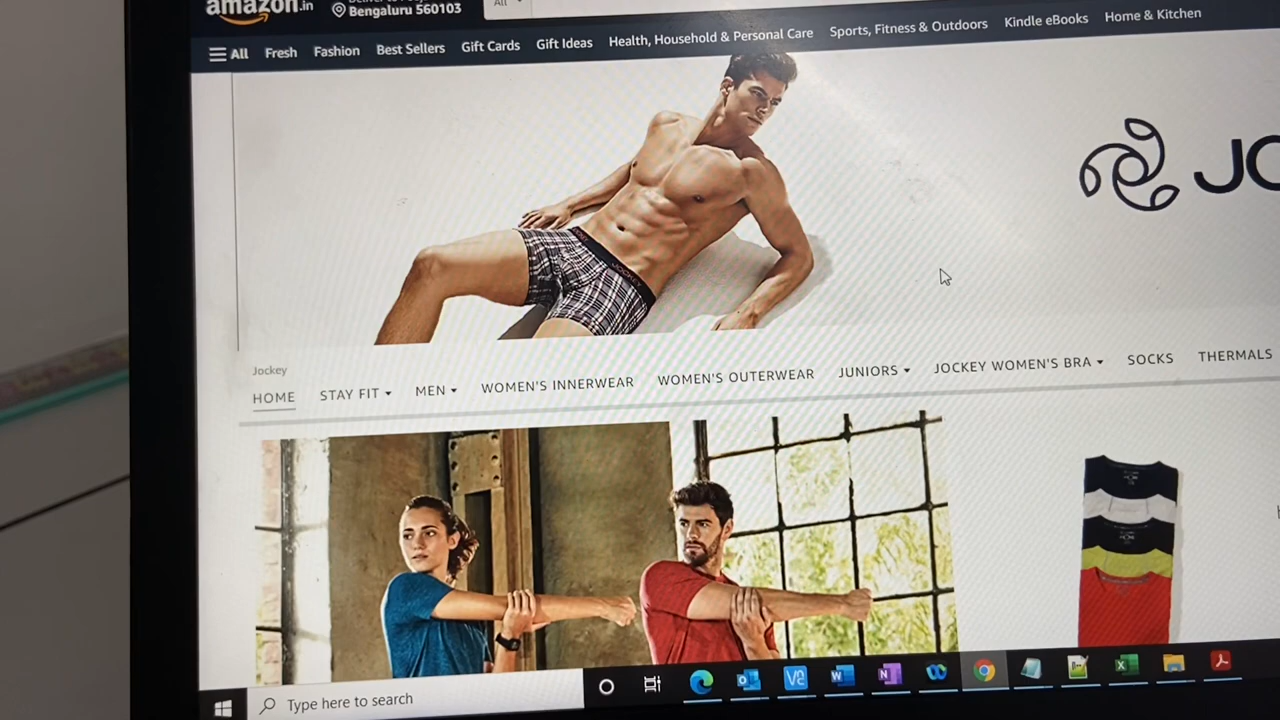 amazon.in
Bengaluru 560103
All
All Fresh Fashion Best Sellers Gift Cards Gift Ideas Health, Household & Personal Care Sports, Fitness & Outdoors Kindle eBooks Home & Kitchen
JOCKEY
JO
Jockey
HOME STAY FIT MEN WOMEN'S INNERWEAR WOMEN'S OUTERWEAR JUNIORS JOCKEY WOMEN'S BRA SOCKS THERMALS
Type here to search